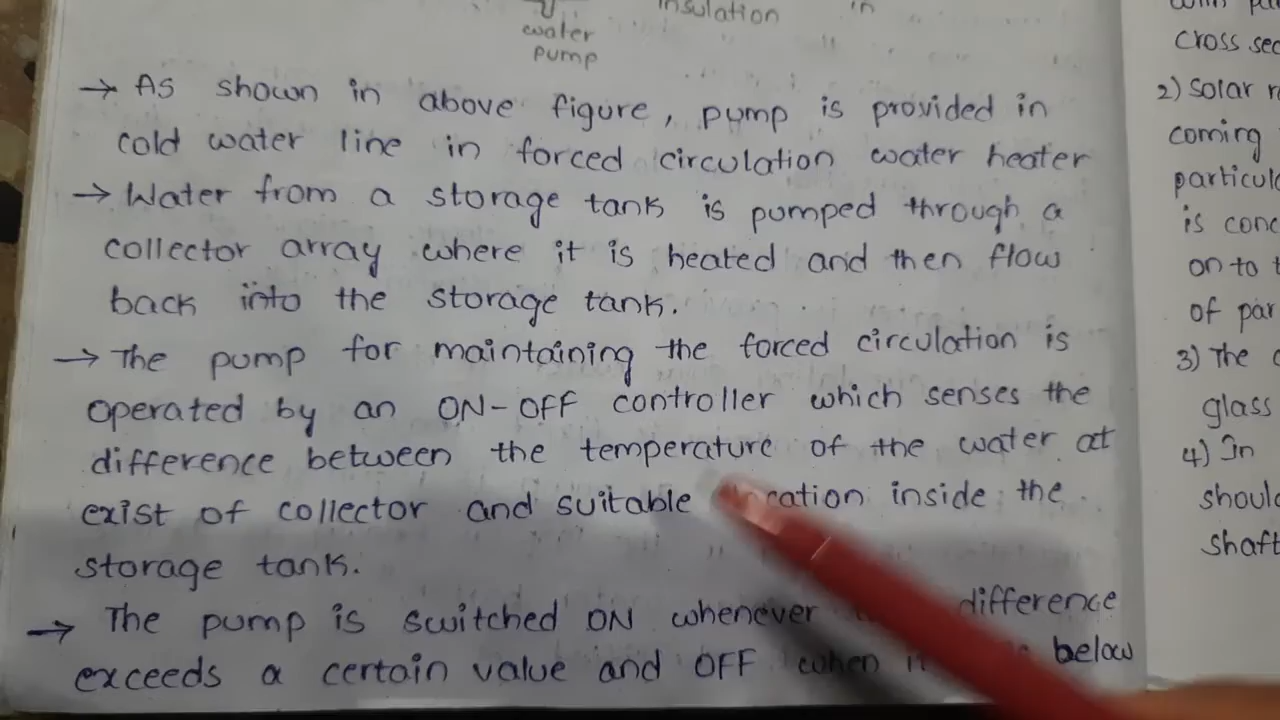 insulation in
water
pump
→ As shown in above figure, pump is provided in
cold water line in forced circulation water heater
→ Water from a storage tank is pumped through a
collector array where it is heated and then flow
back into the storage tank.
→ The pump for maintaining the forced circulation is
operated by an ON-OFF controller which senses the
difference between the temperature of the water at
exist of collector and suitable inside the
storage tank.
→ The pump is switched ON whenever difference
exceeds a certain value and OFF when below
cross
2) Solar
coming
is
on to
of
3) The
glass
4) In
shaft